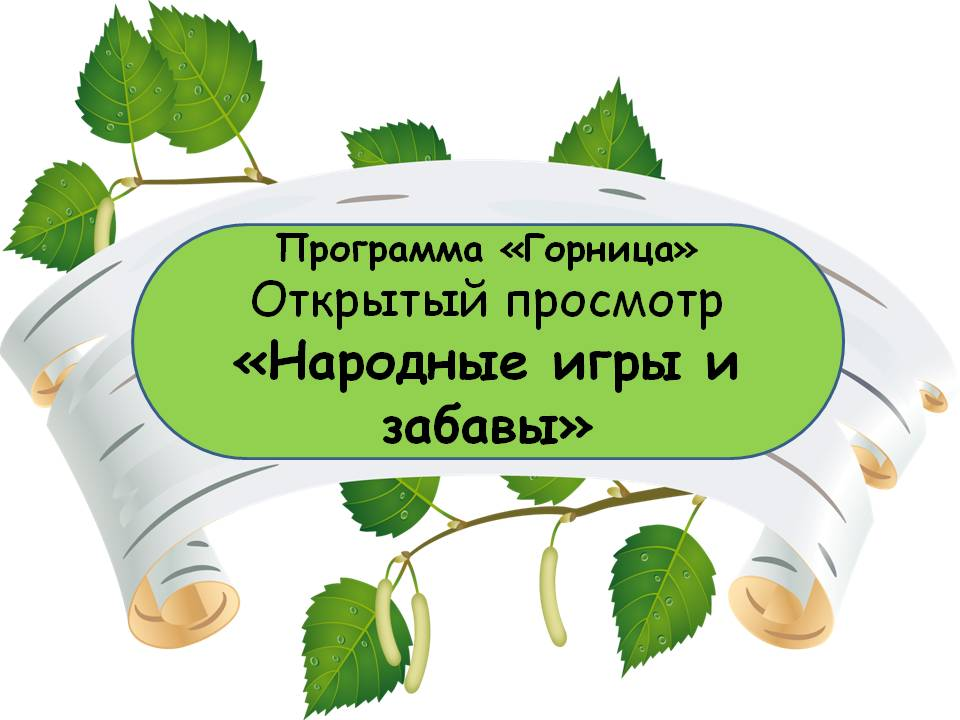 Программа «Горница»
Открытый просмотр
«Народные игры и
забавы»